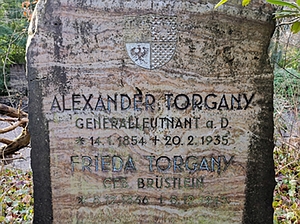 ALEXANDER TORGANY
GENERALLEUTNANT a. D.
* 14.1.1854 + 20.2.1935
FRIEDA TORGANY
GEB. BRÜSTLEIN